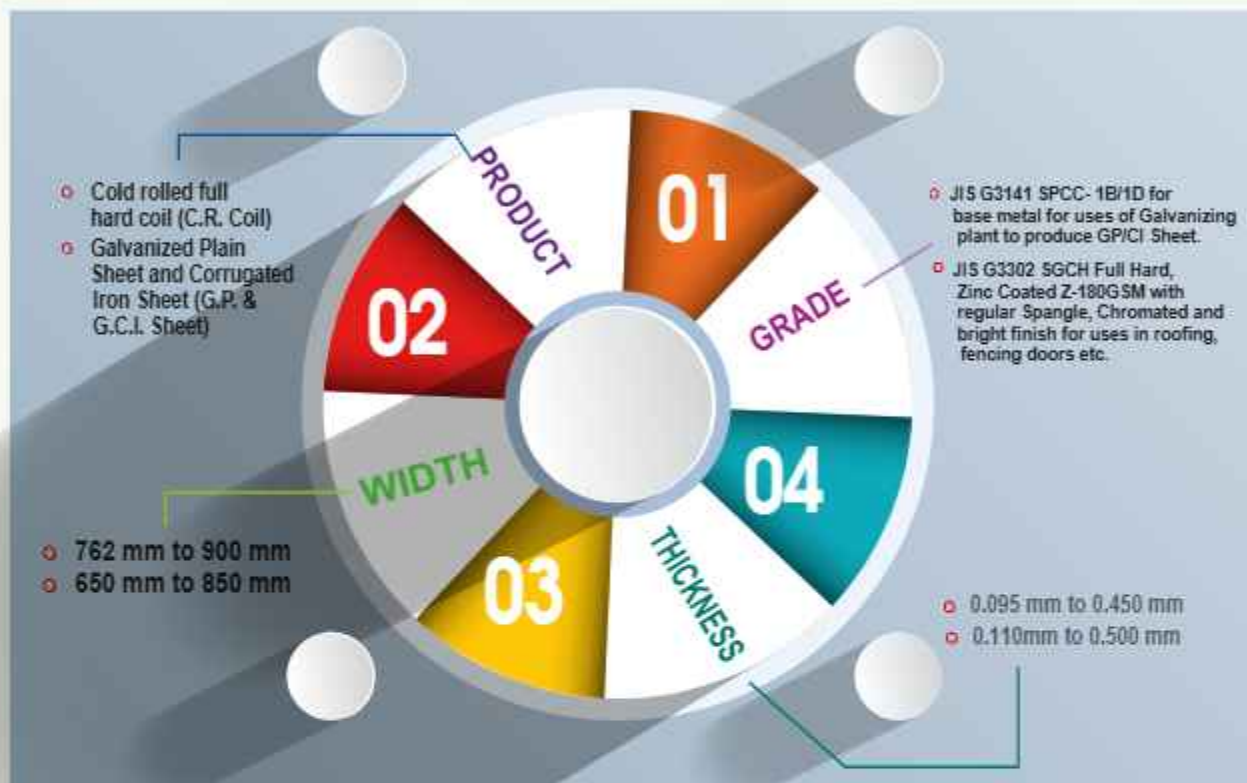 PRODUCT
01
Cold rolled full
hard coil (C.R. Coil)
Galvanized Plain
Sheet and Corrugated
Iron Sheet (G.P. &
G.C.I. Sheet)
JIS G3141 SPCC- 1B/1D for
base metal for uses of Galvanizing
plant to produce GP/CI Sheet.
JIS G3302 SGCH Full Hard,
Zinc Coated Z-180GSM with
regular Spangle, Chromated and
bright finish for uses in roofing,
fencing doors etc.
GRADE
02
WIDTH
04
762 mm to 900 mm
650 mm to 850 mm
03
THICKNESS
0.095 mm to 0.450 mm
0.110mm to 0.500 mm